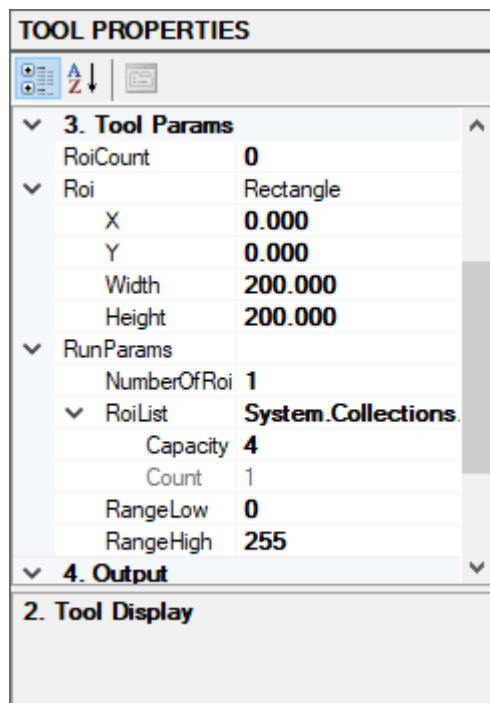 TOOL PROPERTIES
3. Tool Params
RoiCount 0
Roi Rectangle
X 0.000
Y 0.000
Width 200.000
Height 200.000
RunParams
NumberOfRoi 1
RoiList System.Collections.
Capacity 4
Count 1
RangeLow 0
RangeHigh 255
4. Output
2. Tool Display